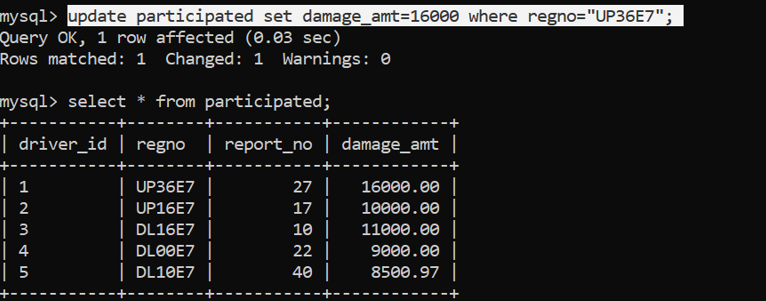 mysql> update participated set damage_amt=16000 where regno="UP36E7";
Query OK, 1 row affected (0.03 sec)
Rows matched: 1  Changed: 1  Warnings: 0

mysql> select * from participated;
+-----------+--------+-----------+------------+
| driver_id | regno  | report_no | damage_amt |
+-----------+--------+-----------+------------+
| 1         | UP36E7 |        27 |   16000.00 |
| 2         | UP16E7 |        17 |   10000.00 |
| 3         | DL16E7 |        10 |   11000.00 |
| 4         | DL00E7 |        22 |    9000.00 |
| 5         | DL10E7 |        40 |    8500.97 |
+-----------+--------+-----------+------------+